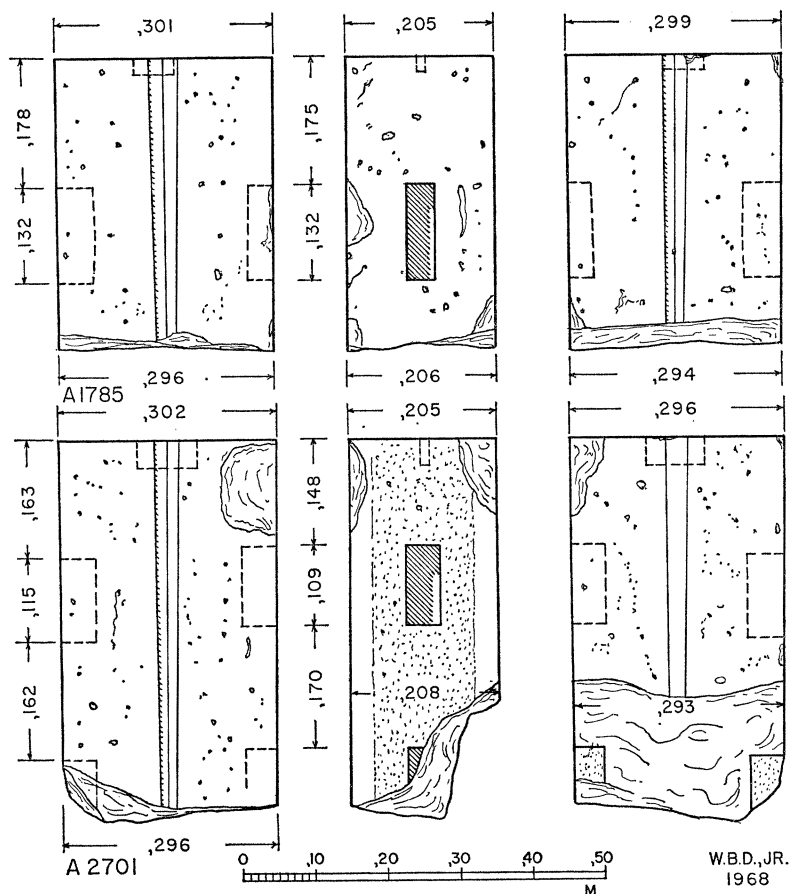 ,301 ,205 ,299
,178 ,175
,132 ,132
,296 ,206 ,294
A1785
,302 ,205 ,296
,163 ,148
,115 ,109
,162 ,170
,208 ,293
,296
A 2701
0 ,10 ,20 ,30 ,40 ,50
M
W.B.D.,JR.
1968